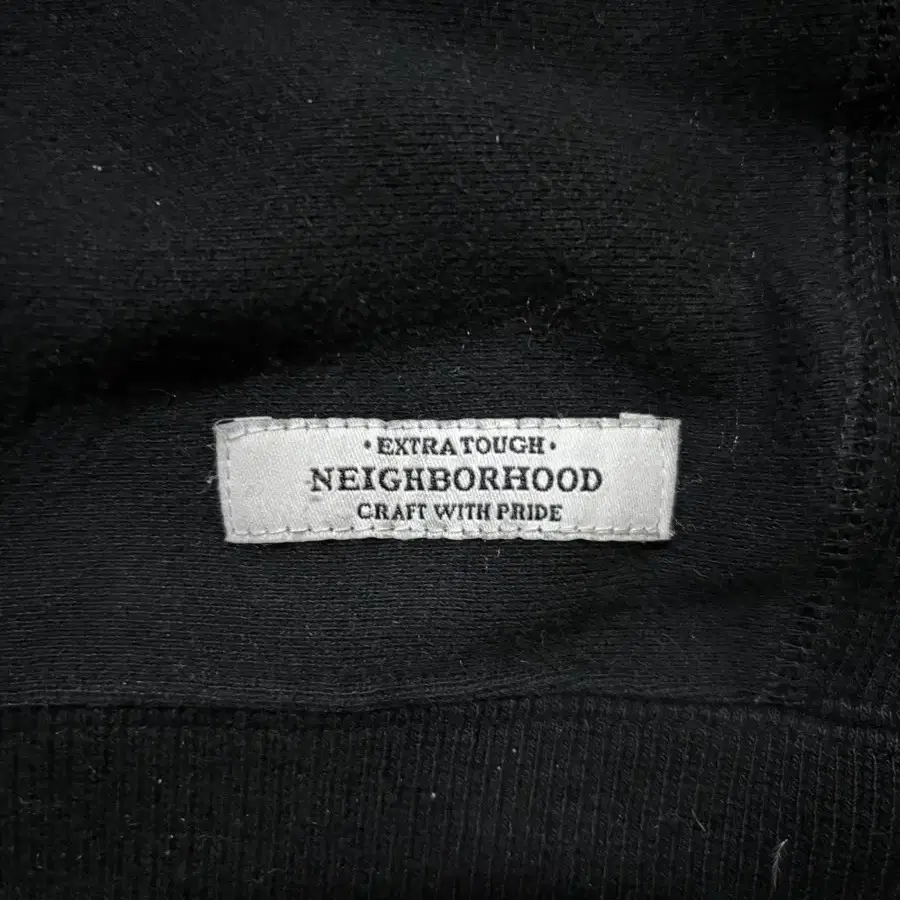 • EXTRA TOUGH •
NEIGHBORHOOD
CRAFT WITH PRIDE